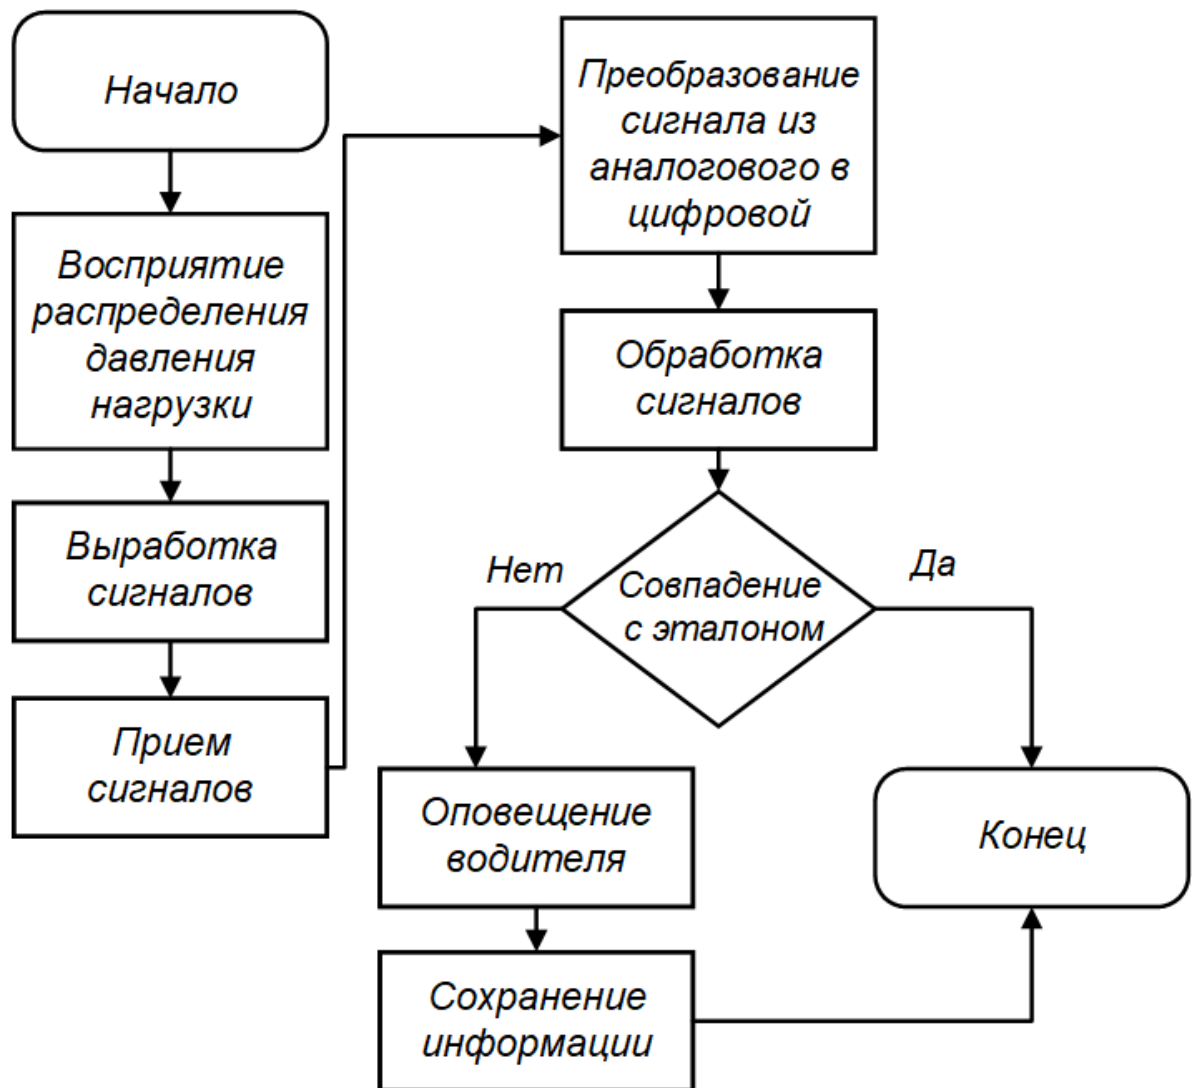 Начало
Восприятие
распределения
давления
нагрузки
Выработка
сигналов
Прием
сигналов
Преобразование
сигнала из
аналогового в
цифровой
Обработка
сигналов
Совпадение
с эталоном
Нет
Да
Оповещение
водителя
Сохранение
информации
Конец